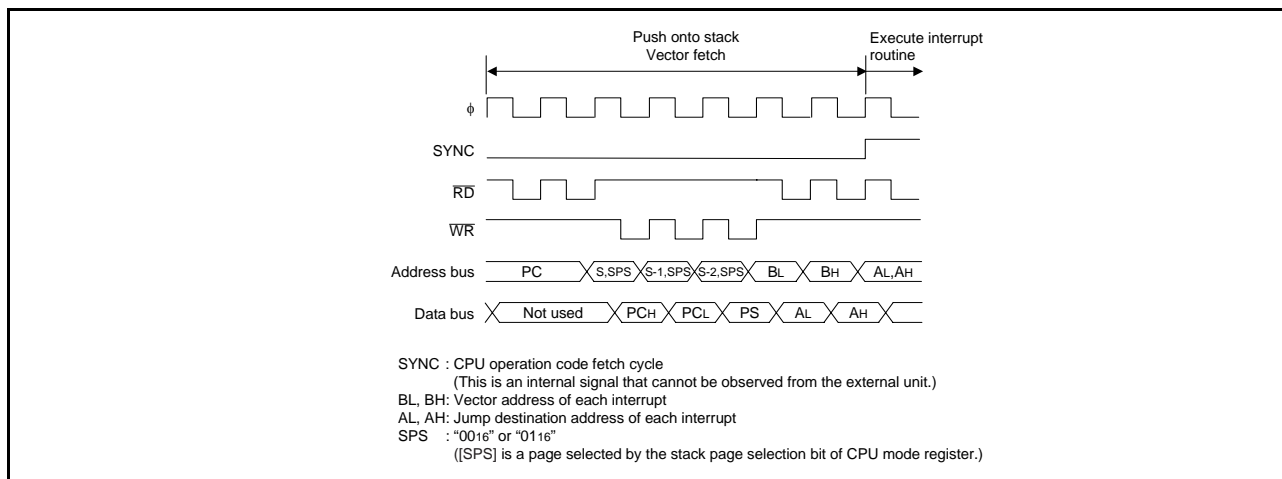 Push onto stack
Vector fetch
Execute interrupt
routine
ϕ
SYNC
RD
WR
Address bus
PC
S,SPS
S-1,SPS
S-2,SPS
BL
BH
AL,AH
Data bus
Not used
PCH
PCL
PS
AL
AH
SYNC : CPU operation code fetch cycle
(This is an internal signal that cannot be observed from the external unit.)
BL, BH: Vector address of each interrupt
AL, AH: Jump destination address of each interrupt
SPS : “0016” or “0116”
([SPS] is a page selected by the stack page selection bit of CPU mode register.)